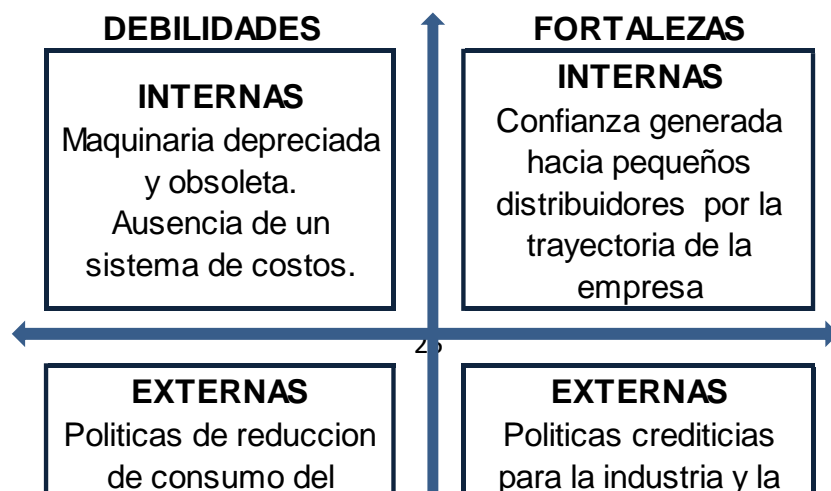 DEBILIDADES
INTERNAS
Maquinaria depreciada
y obsoleta.
Ausencia de un
sistema de costos.
FORTALEZAS
INTERNAS
Confianza generada
hacia pequeños
distribuidores por la
trayectoria de la
empresa
EXTERNAS
Politicas de reduccion
de consumo del
EXTERNAS
Politicas crediticias
para la industria y la